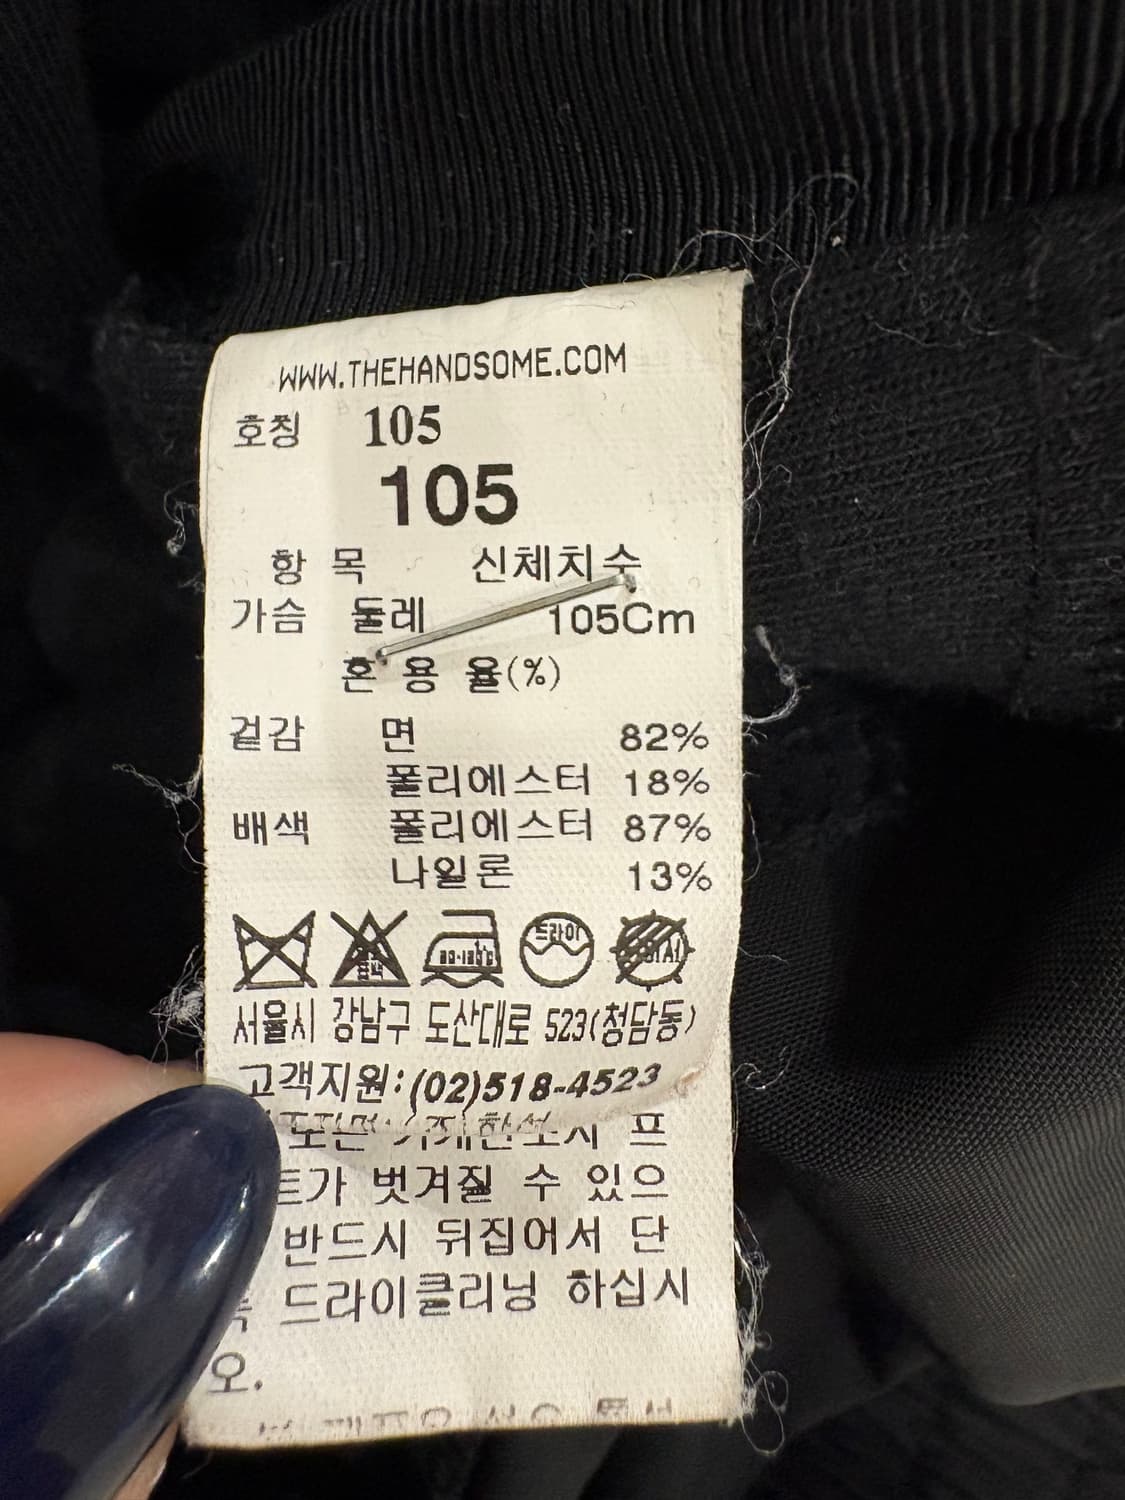 WWW.THEHANDSOME.COM
호칭 105
105
항 목 신체치수
가슴 둘레 105Cm
혼 용 율(%)
겉감 면 82%
폴리에스터 18%
배색 폴리에스터 87%
나일론 13%
드라이
서울시 강남구 도산대로 523(청담동)
고객지원:(02)518-4523
또는 프
트가 벗겨질 수 있으
반드시 뒤집어서 단
독 드라이클리닝 하십시
오.